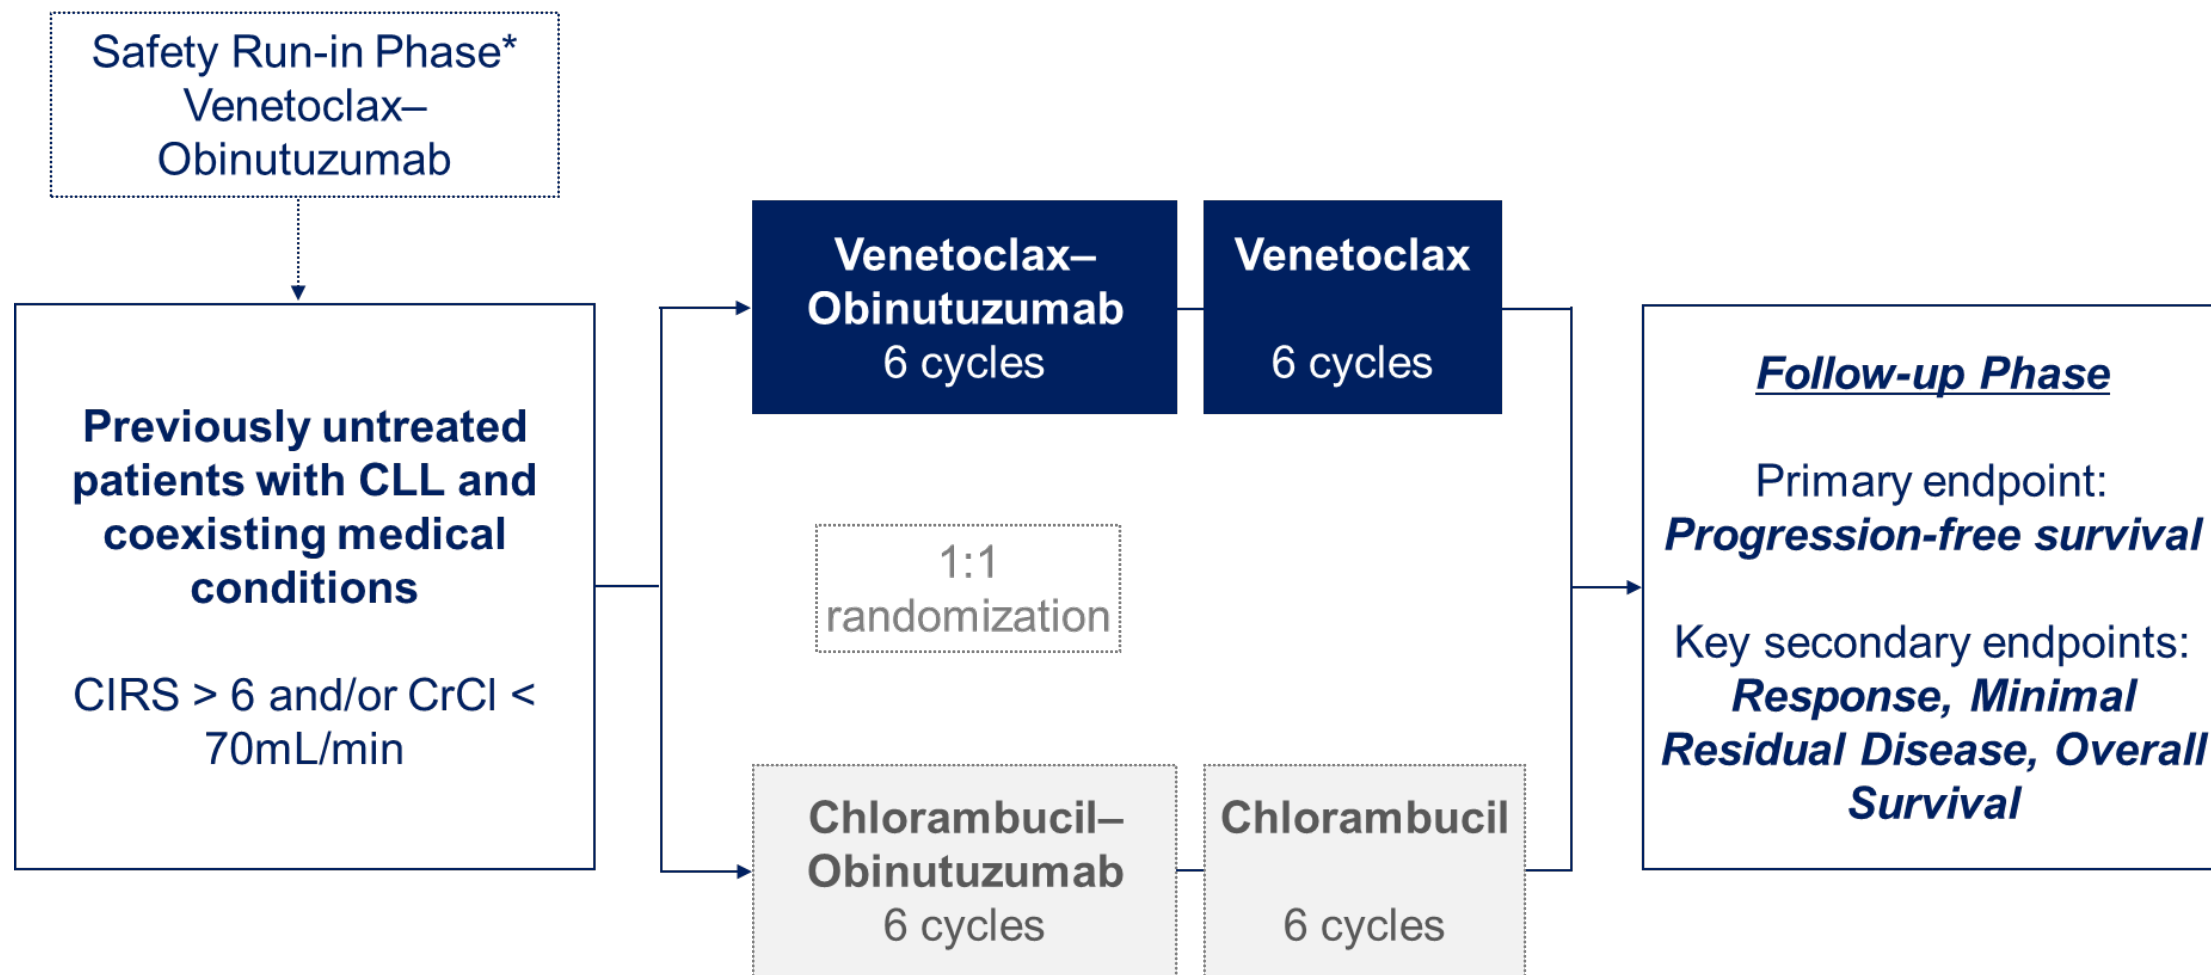 Safety Run-in Phase*
Venetoclax–
Obinutuzumab
Previously untreated
patients with CLL and
coexisting medical
conditions
CIRS > 6 and/or CrCl <
70mL/min
Venetoclax–
Obinutuzumab
6 cycles
Venetoclax
6 cycles
1:1
randomization
Chlorambucil–
Obinutuzumab
6 cycles
Chlorambucil
6 cycles
Follow-up Phase
Primary endpoint:
Progression-free survival
Key secondary endpoints:
Response, Minimal
Residual Disease, Overall
Survival